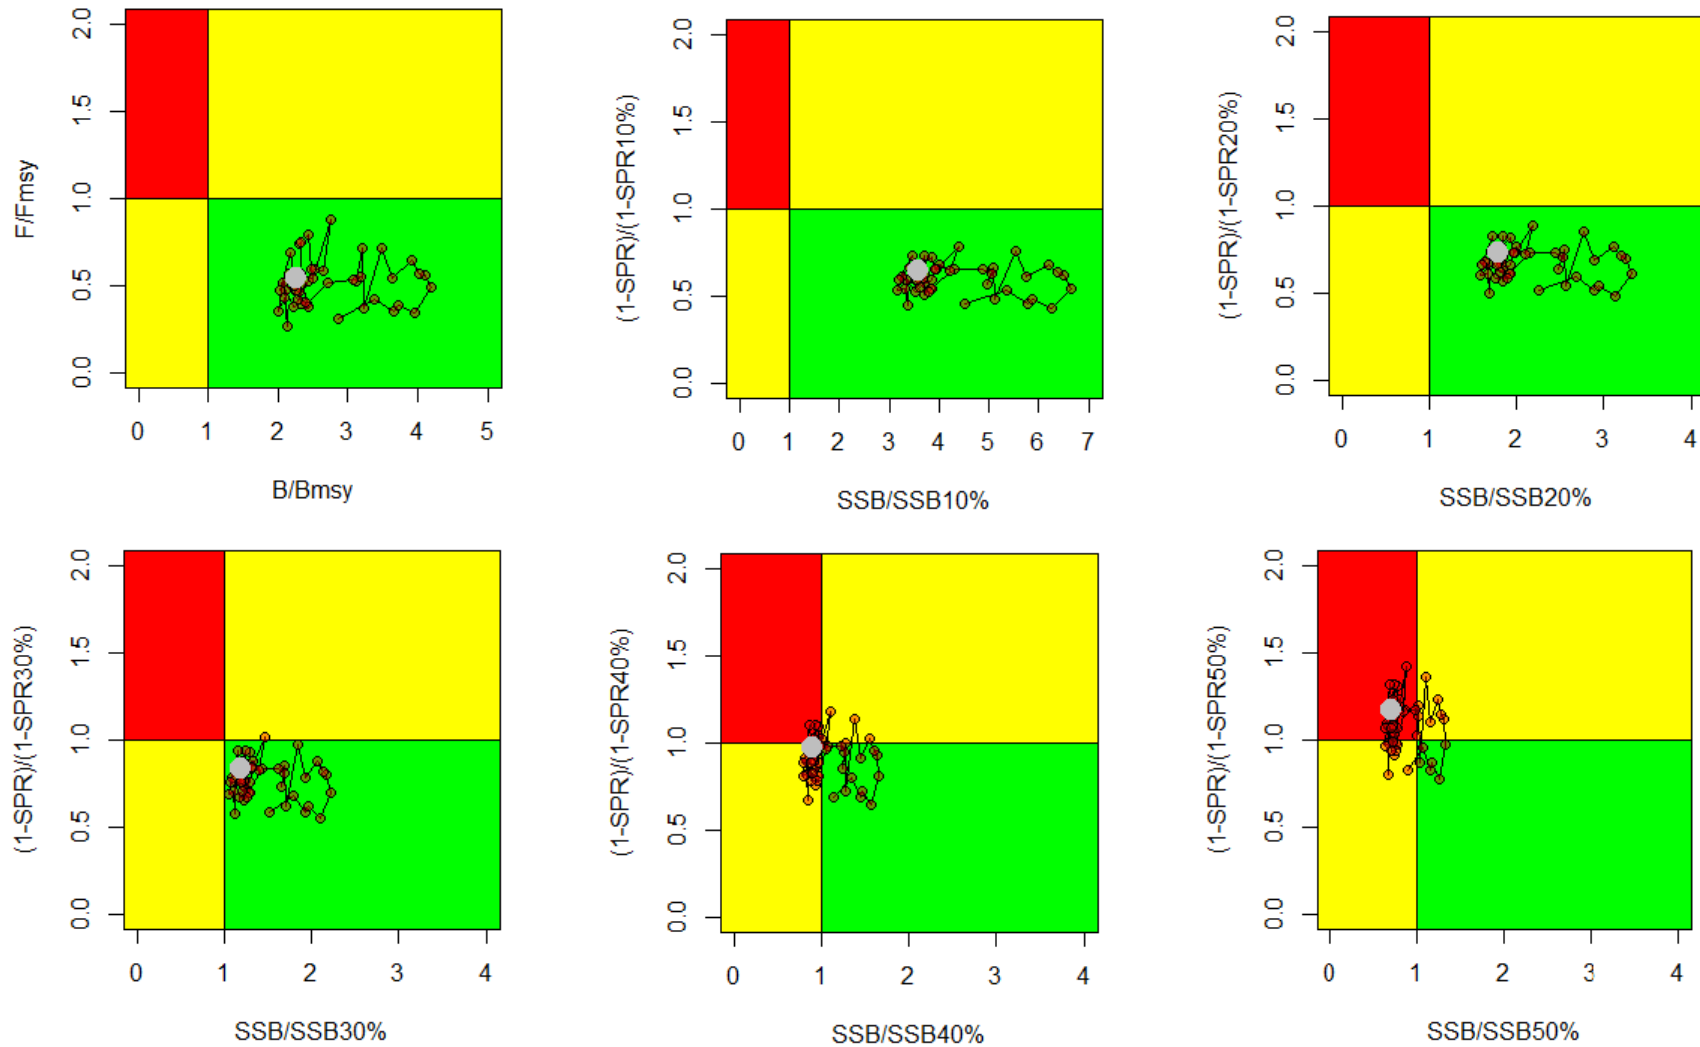 F/Fmsy
0.0 0.5 1.0 1.5 2.0
0 1 2 3 4 5
B/Bmsy
(1-SPR)/(1-SPR10%)
0.0 0.5 1.0 1.5 2.0
0 1 2 3 4 5 6 7
SSB/SSB10%
(1-SPR)/(1-SPR20%)
0.0 0.5 1.0 1.5 2.0
0 1 2 3 4
SSB/SSB20%
(1-SPR)/(1-SPR30%)
0.0 0.5 1.0 1.5 2.0
0 1 2 3 4
SSB/SSB30%
(1-SPR)/(1-SPR40%)
0.0 0.5 1.0 1.5 2.0
0 1 2 3 4
SSB/SSB40%
(1-SPR)/(1-SPR50%)
0.0 0.5 1.0 1.5 2.0
0 1 2 3 4
SSB/SSB50%